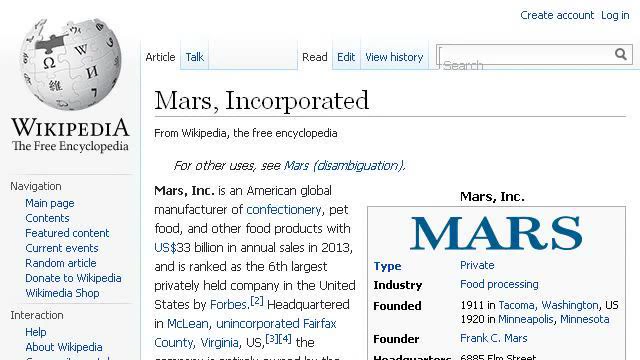 Create account Log in
Article Talk Read Edit View history Search
WIKIPEDIA
The Free Encyclopedia
Mars, Incorporated
From Wikipedia, the free encyclopedia
For other uses, see Mars (disambiguation).
Mars, Inc. is an American global
manufacturer of confectionery, pet
food, and other food products with
US$33 billion in annual sales in 2013,
and is ranked as the 6th largest
privately held company in the United
States by Forbes.[2] Headquartered
in McLean, unincorporated Fairfax
County, Virginia, US,[3][4] the
company is entirely owned by the
Mars, Inc.
MARS
Type Private
Industry Food processing
Founded 1911 in Tacoma, Washington, US
1920 in Minneapolis, Minnesota
Founder Frank C. Mars
Headquarters 6885 Elm Street
Navigation
Main page
Contents
Featured content
Current events
Random article
Donate to Wikipedia
Wikimedia Shop
Interaction
Help
About Wikipedia